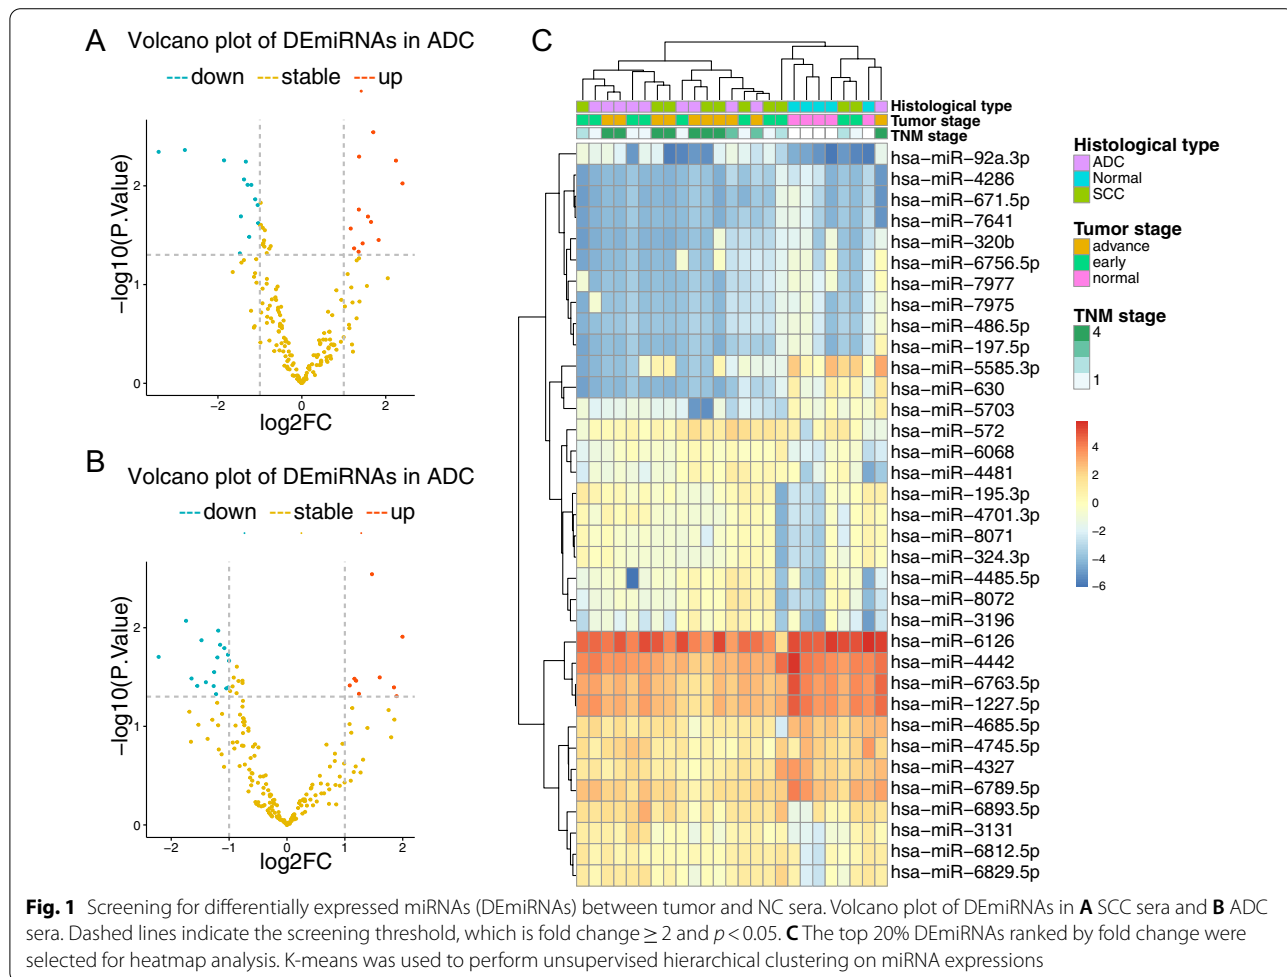 A
Volcano plot of DEmiRNAs in ADC
down stable up
−log10(P.Value)
2
1
0
−2 0 2
log2FC
B
Volcano plot of DEmiRNAs in ADC
down stable up
−log10(P.Value)
2
1
0
−2 −1 0 1 2
log2FC
C
Histological type
Tumor stage
TNM stage
hsa−miR−92a.3p
hsa−miR−4286
hsa−miR−671.5p
hsa−miR−7641
hsa−miR−320b
hsa−miR−6756.5p
hsa−miR−7977
hsa−miR−7975
hsa−miR−486.5p
hsa−miR−197.5p
hsa−miR−5585.3p
hsa−miR−630
hsa−miR−5703
hsa−miR−572
hsa−miR−6068
hsa−miR−4481
hsa−miR−195.3p
hsa−miR−4701.3p
hsa−miR−8071
hsa−miR−324.3p
hsa−miR−4485.5p
hsa−miR−8072
hsa−miR−3196
hsa−miR−6126
hsa−miR−4442
hsa−miR−6763.5p
hsa−miR−1227.5p
hsa−miR−4685.5p
hsa−miR−4745.5p
hsa−miR−4327
hsa−miR−6789.5p
hsa−miR−6893.5p
hsa−miR−3131
hsa−miR−6812.5p
hsa−miR−6829.5p
Histological type
ADC
Normal
SCC
Tumor stage
advance
early
normal
TNM stage
4
1
4
2
0
−2
−4
−6
Fig. 1 Screening for differentially expressed miRNAs (DEmiRNAs) between tumor and NC sera. Volcano plot of DEmiRNAs in A SCC sera and B ADC
sera. Dashed lines indicate the screening threshold, which is fold change ≥ 2 and p < 0.05. C The top 20% DEmiRNAs ranked by fold change were
selected for heatmap analysis. K-means was used to perform unsupervised hierarchical clustering on miRNA expressions